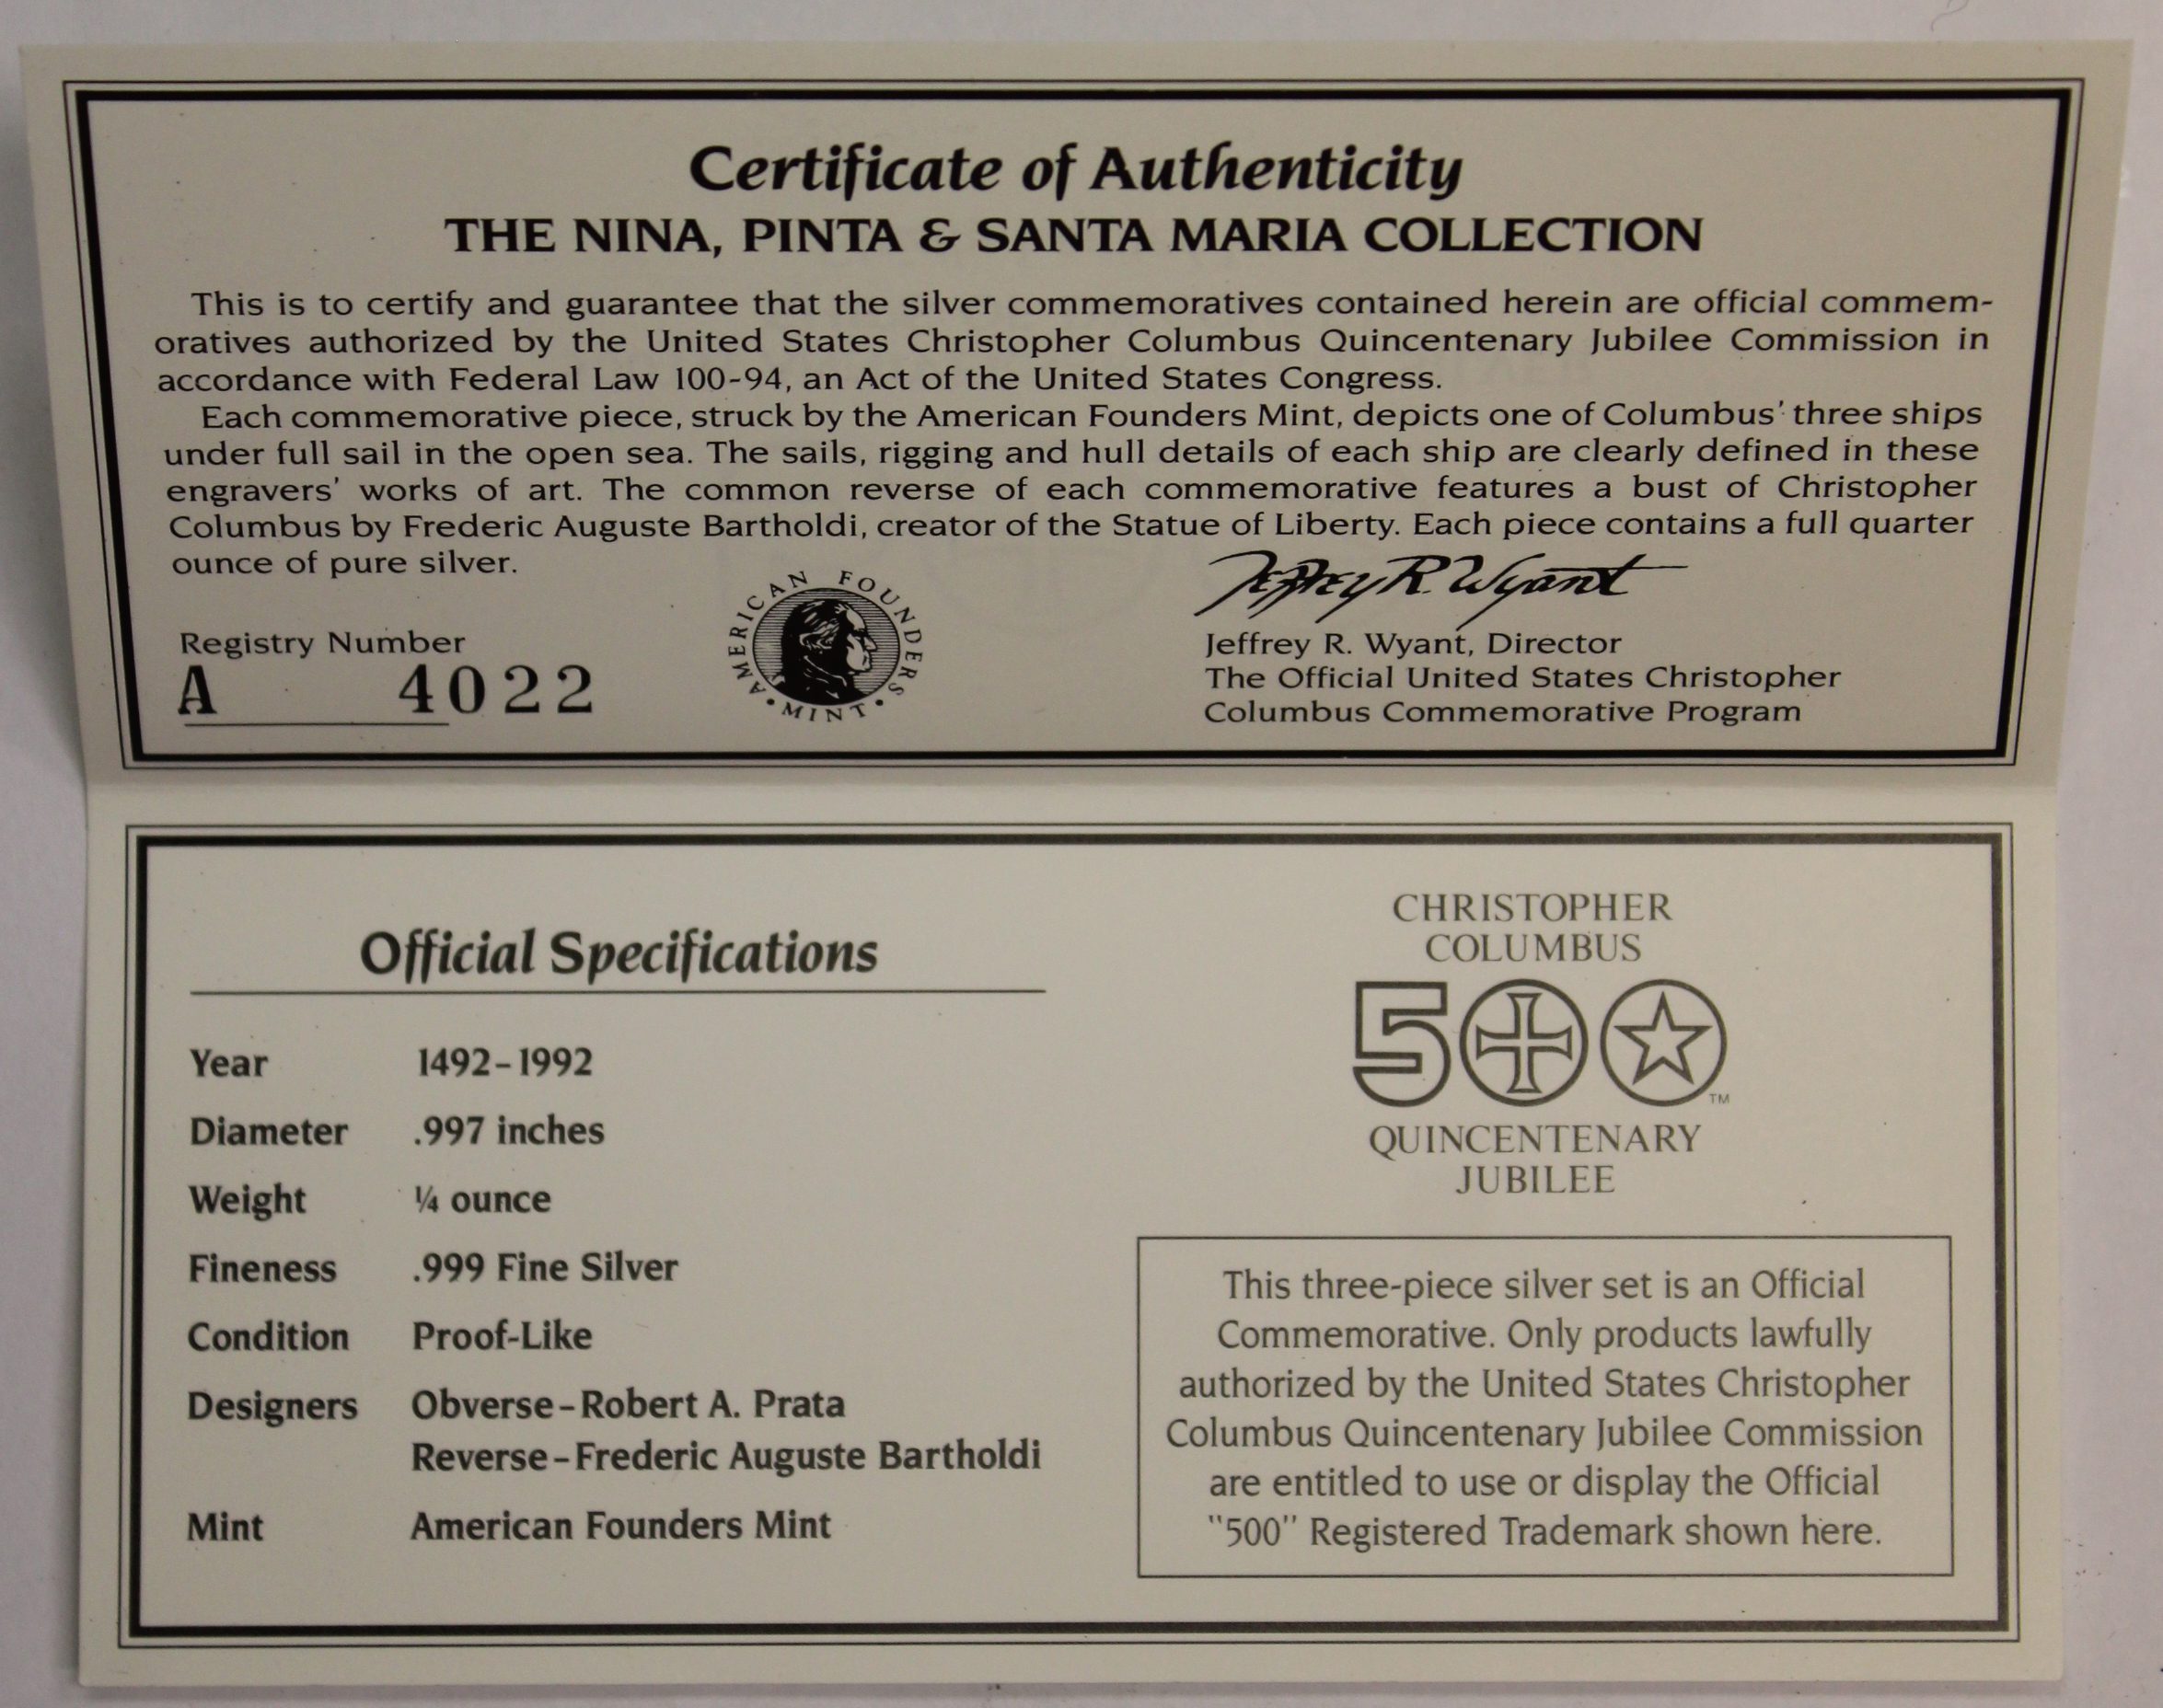 Certificate of Authenticity
THE NINA, PINTA & SANTA MARIA COLLECTION
This is to certify and guarantee that the silver commemoratives contained herein are official commem-
oratives authorized by the United States Christopher Columbus Quincentenary Jubilee Commission in
accordance with Federal Law 100-94, an Act of the United States Congress.
Each commemorative piece, struck by the American Founders Mint, depicts one of Columbus' three ships
under full sail in the open sea. The sails, rigging and hull details of each ship are clearly defined in these
engravers' works of art. The common reverse of each commemorative features a bust of Christopher
Columbus by Frederic Auguste Bartholdi, creator of the Statue of Liberty. Each piece contains a full quarter
ounce of pure silver.
Registry Number
A 4022
AMERICAN FOUNDERS
• MINT •
Jeffrey R. Wyant
Jeffrey R. Wyant, Director
The Official United States Christopher
Columbus Commemorative Program
Official Specifications
Year 1492–1992
Diameter .997 inches
Weight ¼ ounce
Fineness .999 Fine Silver
Condition Proof-Like
Designers Obverse–Robert A. Prata
Reverse–Frederic Auguste Bartholdi
Mint American Founders Mint
CHRISTOPHER
COLUMBUS
500
TM
QUINCENTENARY
JUBILEE
This three-piece silver set is an Official
Commemorative. Only products lawfully
authorized by the United States Christopher
Columbus Quincentenary Jubilee Commission
are entitled to use or display the Official
"500" Registered Trademark shown here.